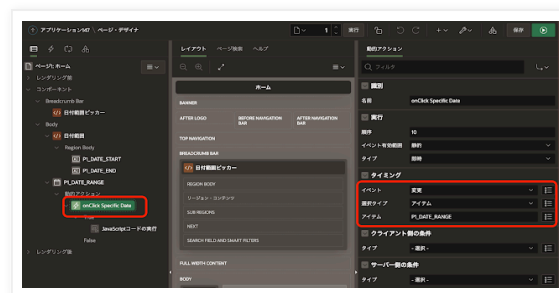 アプリケーション147 \ ページ・デザイナ
1
実行
保存
ページ1: ホーム
レンダリング前
コンポーネント
Breadcrumb Bar
日付範囲ピッカー
Body
日付範囲
Region Body
P1_DATE_START
P1_DATE_END
P1_DATE_RANGE
動的アクション
onClick Specific Data
True
JavaScriptコードの実行
False
レンダリング後
レイアウト ページ検索 ヘルプ
ホーム
BANNER
AFTER LOGO
BEFORE NAVIGATION BAR
AFTER NAVIGATION BAR
TOP NAVIGATION
BREADCRUMB BAR
日付範囲ピッカー
REGION BODY
リージョン・コンテンツ
SUB REGIONS
NEXT
SEARCH FIELD AND SMART FILTERS
FULL WIDTH CONTENT
BODY
動的アクション
フィルタ
識別
名前 onClick Specific Data
実行
順序 10
イベント有効範囲 静的
タイプ 即時
タイミング
イベント 変更
選択タイプ アイテム
アイテム P1_DATE_RANGE
クライアント側の条件
タイプ - 選択 -
サーバー側の条件
タイプ - 選択 -